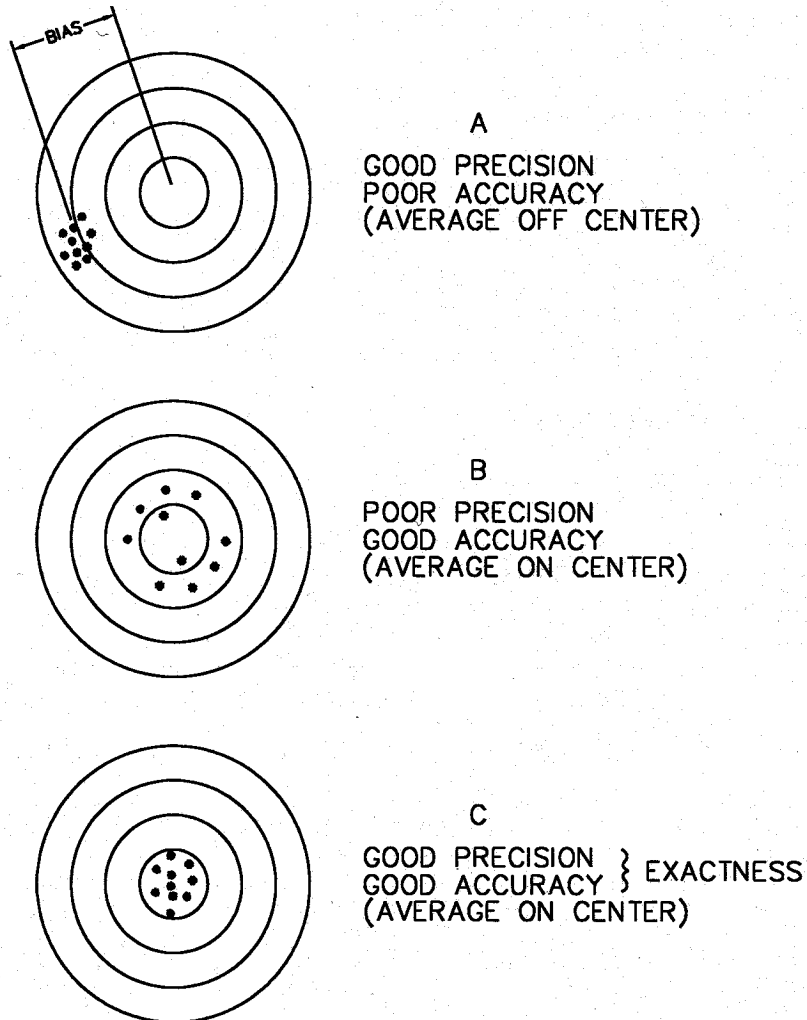 BIAS
A
GOOD PRECISION
POOR ACCURACY
(AVERAGE OFF CENTER)
B
POOR PRECISION
GOOD ACCURACY
(AVERAGE ON CENTER)
C
GOOD PRECISION
GOOD ACCURACY
} EXACTNESS
(AVERAGE ON CENTER)